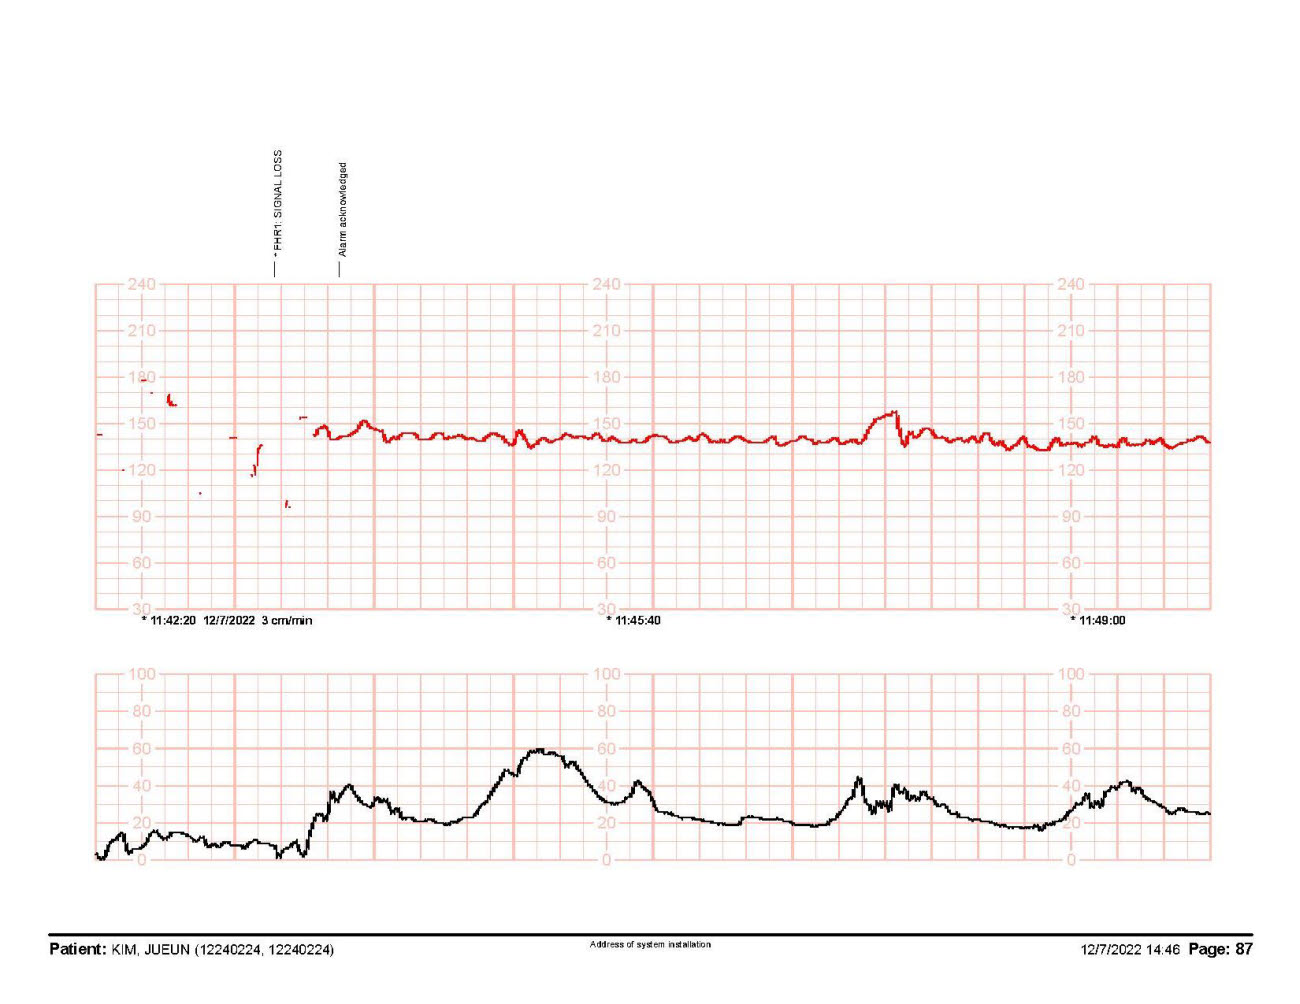 * FHR1: SIGNAL LOSS
Alarm acknowledged
240 240 240
210 210 210
180 180 180
150 150 150
120 120 120
90 90 90
60 60 60
30 30 30
* 11:42:20 12/7/2022 3 cm/min * 11:45:40 * 11:49:00
100 100 100
80 80 80
60 60 60
40 40 40
20 20 20
0 0 0
Patient: KIM, JUEUN (12240224, 12240224) Address of system installation 12/7/2022 14:46 Page: 87